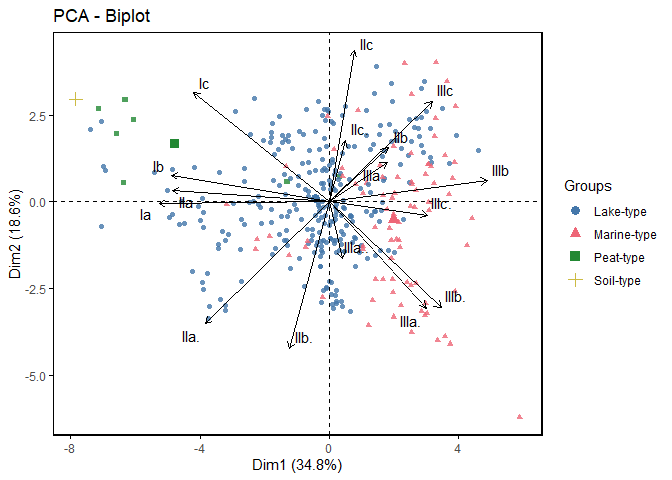 PCA - Biplot
IIc
Ic
IIIc
IIc.
IIb
Ib
IIIa
IIIb
IIa
Ia
IIIc.
IIIa.
IIIb.
IIIa.
IIa.
IIb.
2.5
0.0
-2.5
-5.0
Dim2 (18.6%)
-8
-4
0
4
Dim1 (34.8%)
Groups
Lake-type
Marine-type
Peat-type
Soil-type